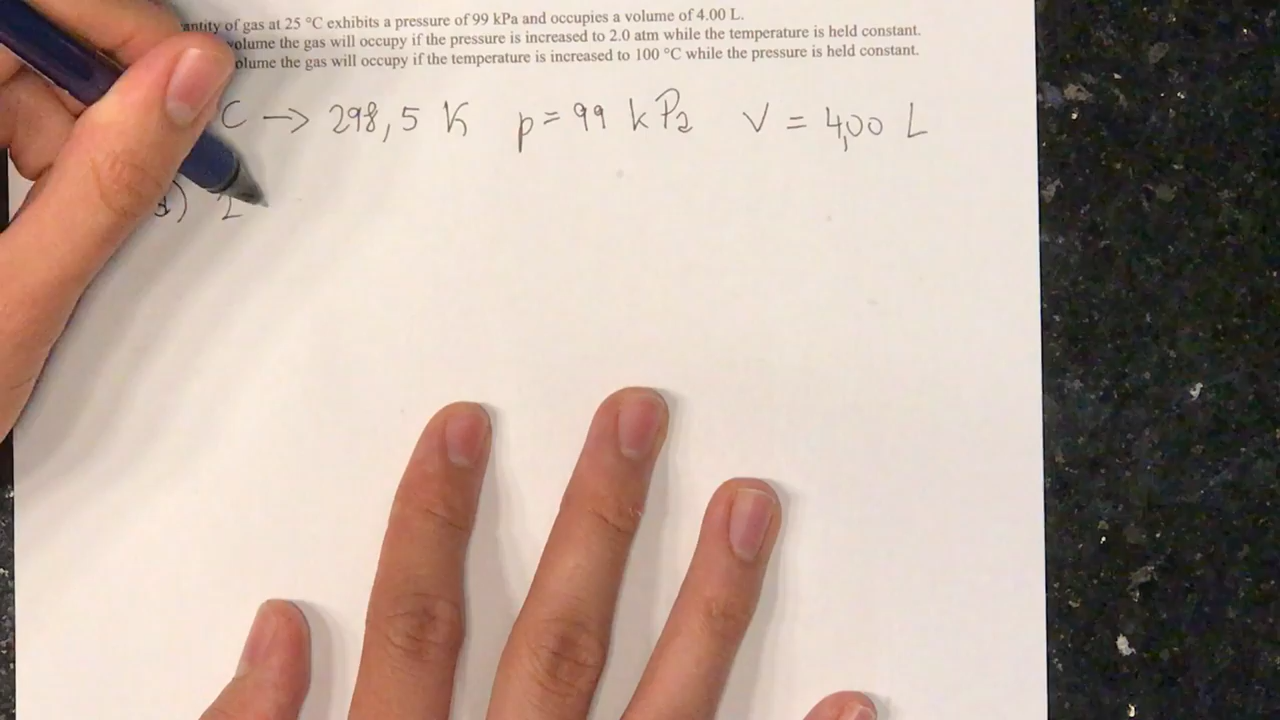 of gas at 25 °C exhibits a pressure of 99 kPa and occupies a volume of 4.00 L.
the gas will occupy if the pressure is increased to 2.0 atm while the temperature is held constant.
the gas will occupy if the temperature is increased to 100 °C while the pressure is held constant.
C → 298,5 K p = 99 kPa V = 4,00 L
a) 2